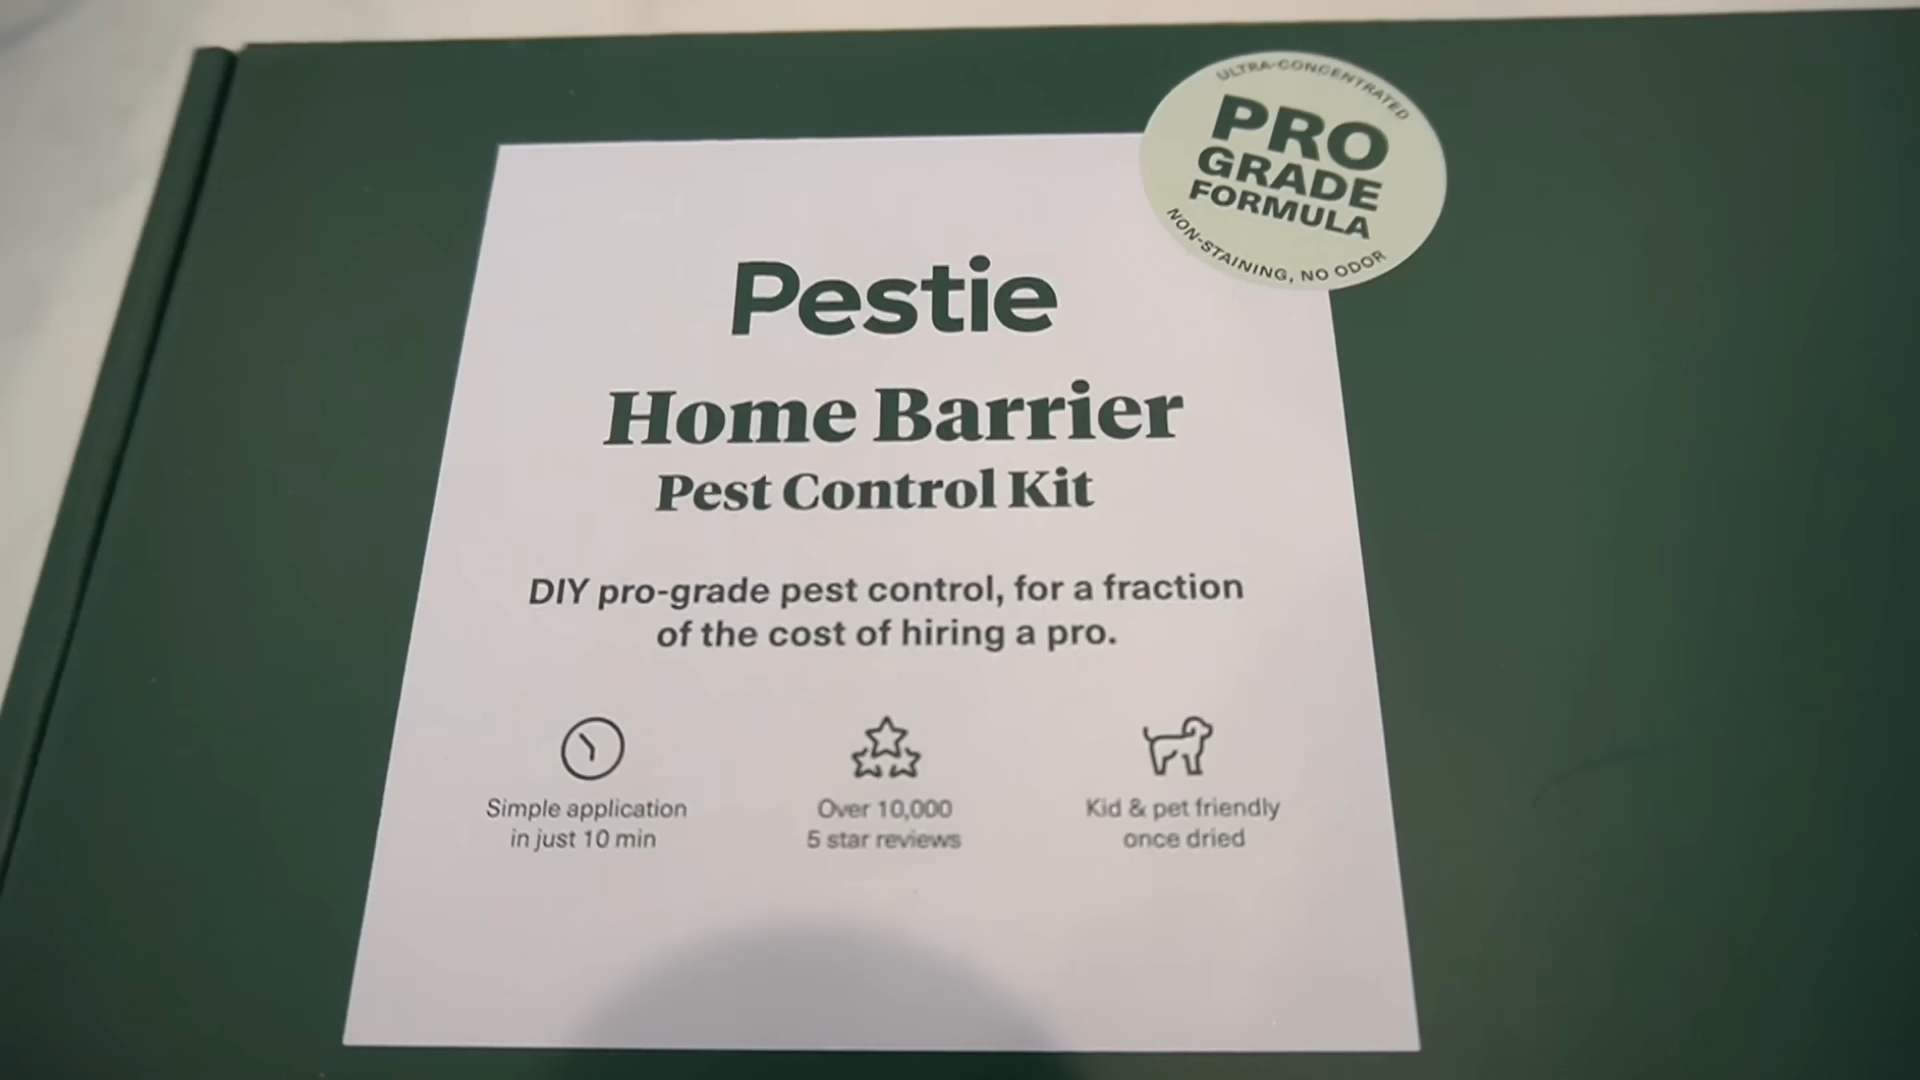 ULTRA-CONCENTRATED
PRO
GRADE
FORMULA
NON-STAINING, NO ODOR
Pestie
Home Barrier
Pest Control Kit
DIY pro-grade pest control, for a fraction
of the cost of hiring a pro.
Simple application
in just 10 min
Over 10,000
5 star reviews
Kid & pet friendly
once dried